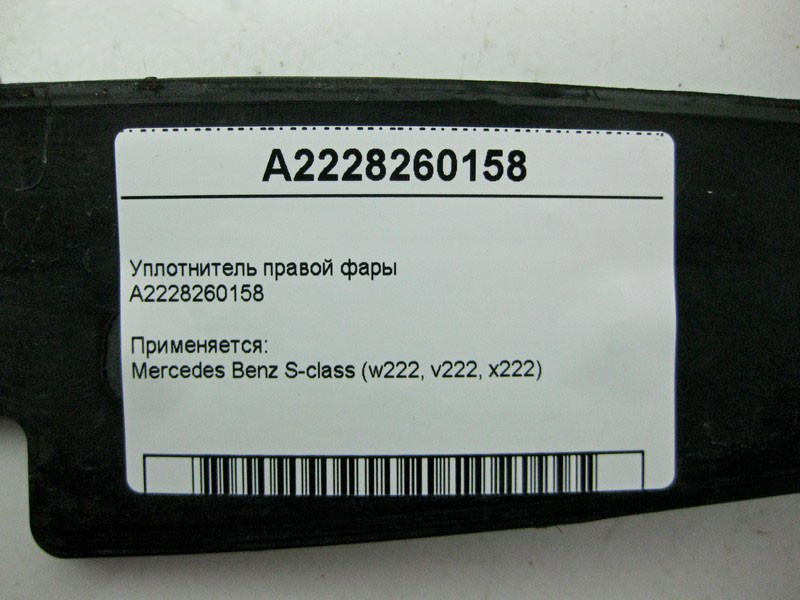 A2228260158
Уплотнитель правой фары
A2228260158
Применяется:
Mercedes Benz S-class (w222, v222, x222)